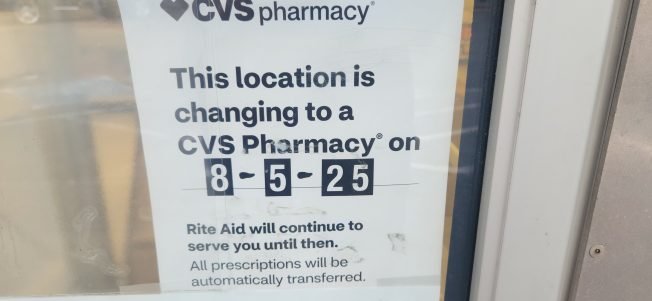 CVS pharmacy®
This location is
changing to a
CVS Pharmacy® on
8-5-25
Rite Aid will continue to
serve you until then.
All prescriptions will be
automatically transferred.